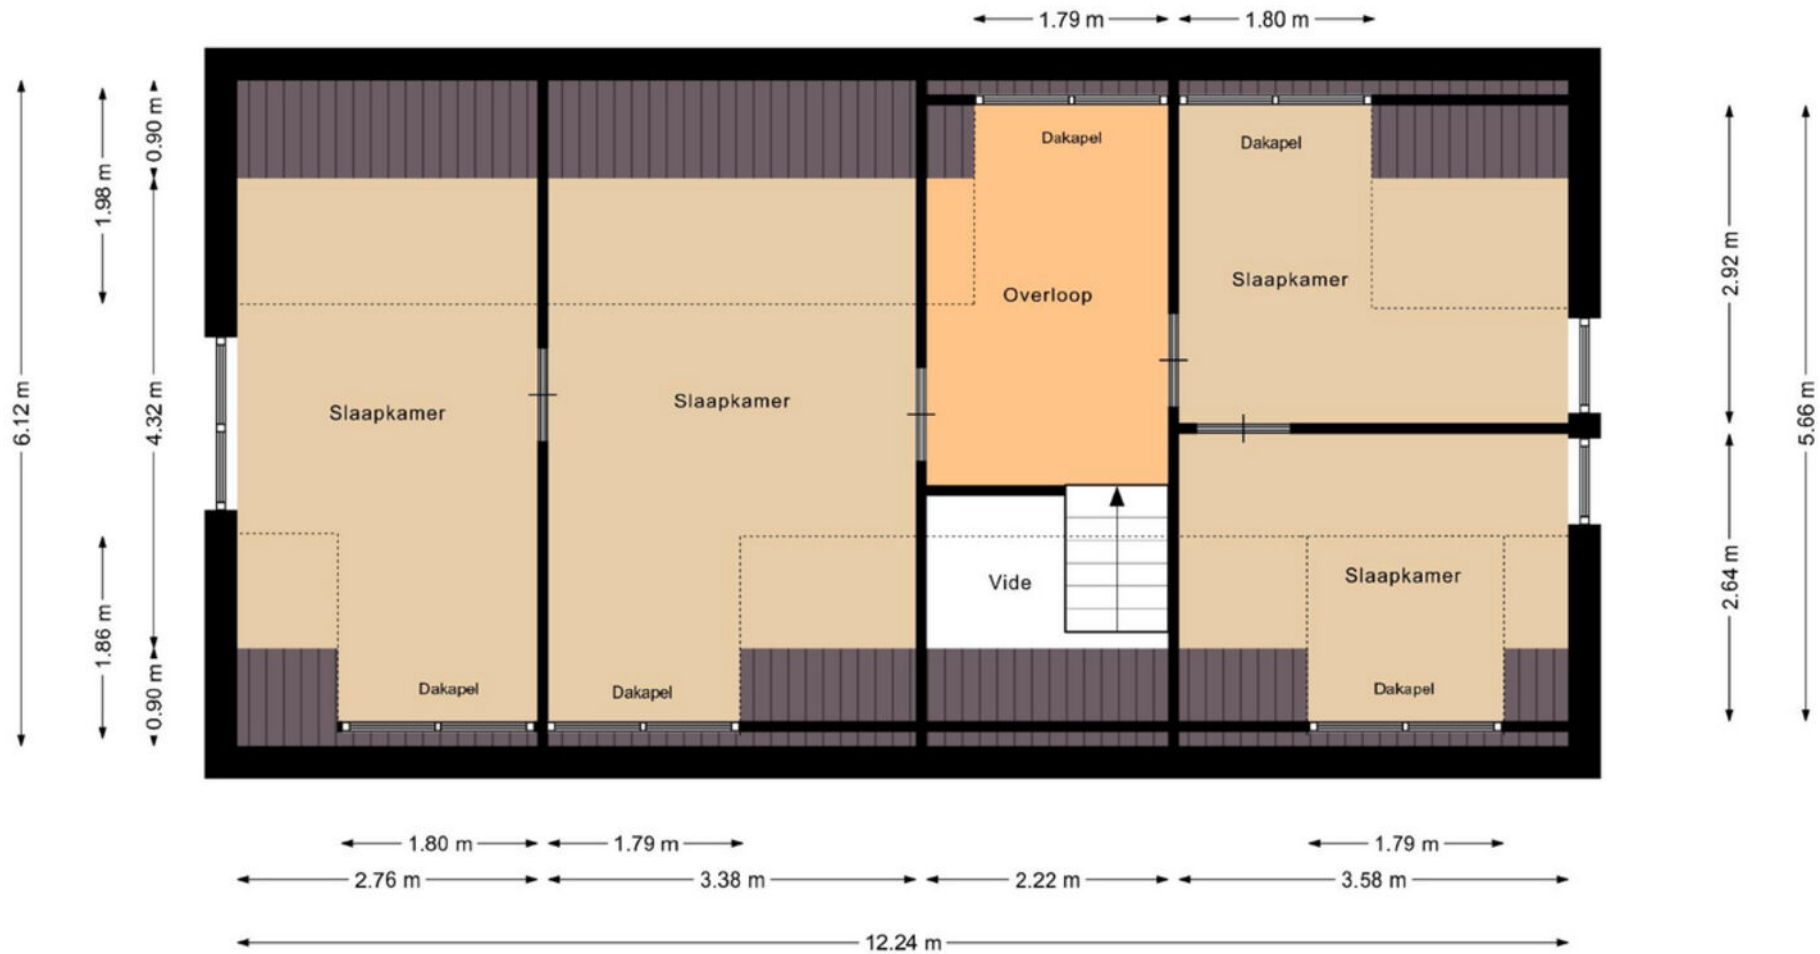 1.79 m
1.80 m
0.90 m
1.98 m
Dakapel
Dakapel
2.92 m
Slaapkamer
Overloop
6.12 m
4.32 m
Slaapkamer
Slaapkamer
5.66 m
Slaapkamer
Vide
2.64 m
1.86 m
0.90 m
Dakapel
Dakapel
Dakapel
1.80 m
1.79 m
1.79 m
2.76 m
3.38 m
2.22 m
3.58 m
12.24 m